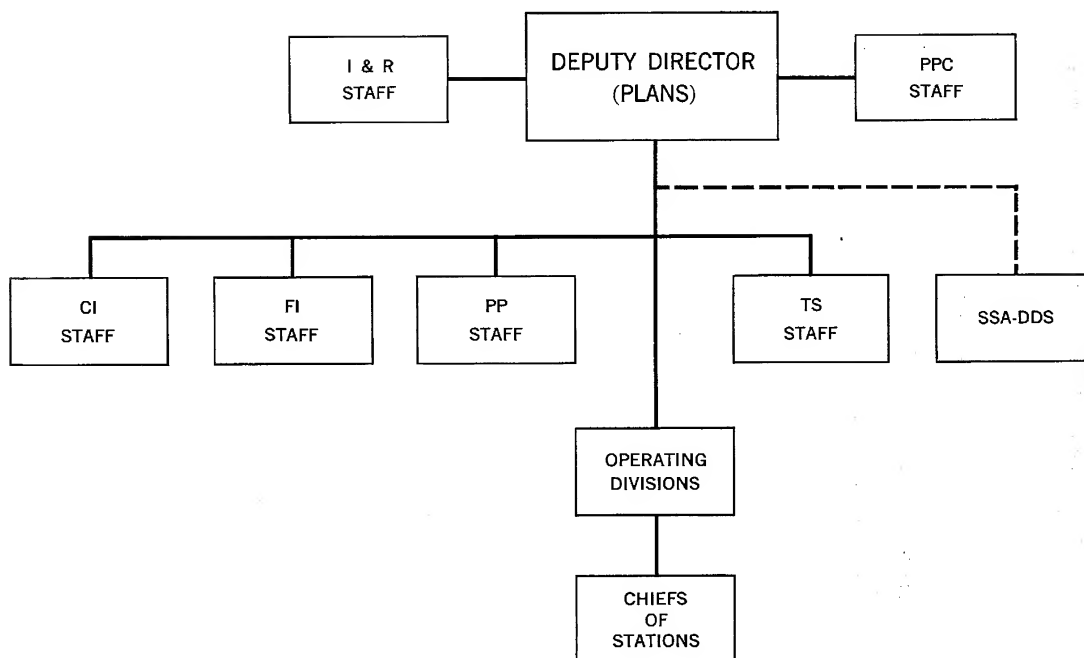 I & R
STAFF
DEPUTY DIRECTOR
(PLANS)
PPC
STAFF
CI
STAFF
FI
STAFF
PP
STAFF
TS
STAFF
SSA-DDS
OPERATING
DIVISIONS
CHIEFS
OF
STATIONS